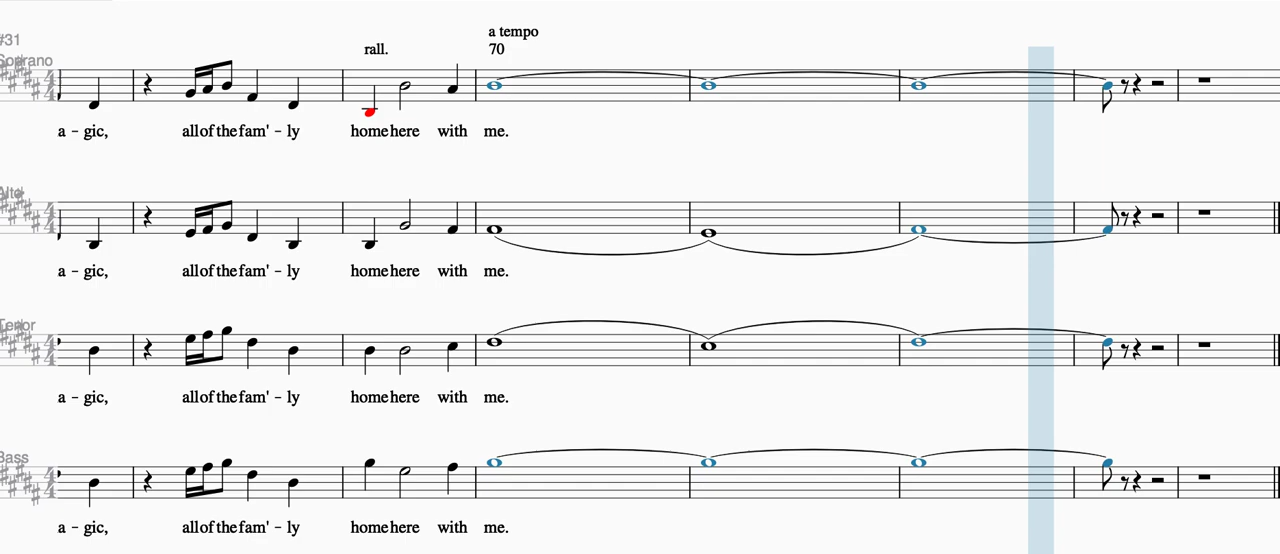 #31
a tempo
rall. 70
Soprano
a - gic, all of the fam' - ly home here with me.
Alto
a - gic, all of the fam' - ly home here with me.
Tenor
a - gic, all of the fam' - ly home here with me.
Bass
a - gic, all of the fam' - ly home here with me.